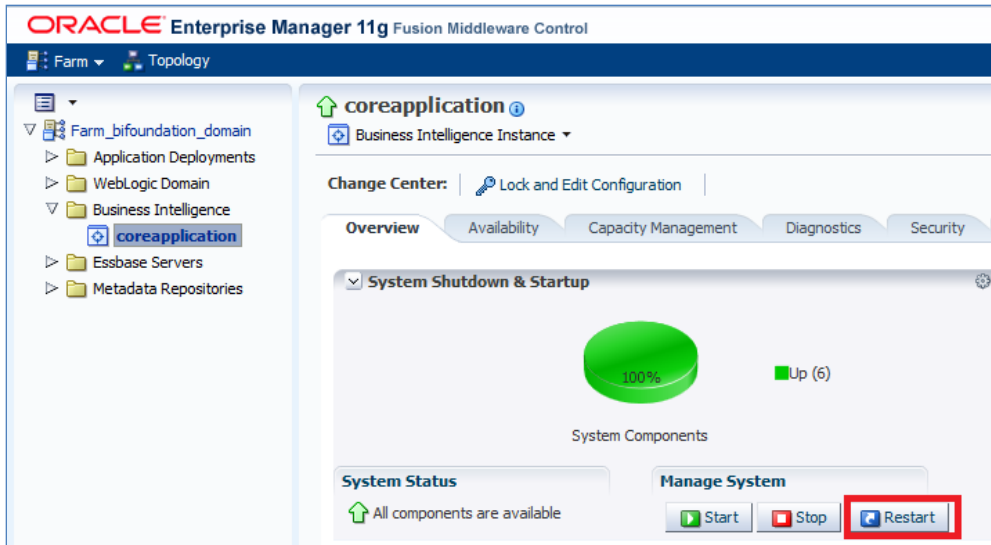 ORACLE Enterprise Manager 11g Fusion Middleware Control
Farm Topology
Farm_bifoundation_domain
Application Deployments
WebLogic Domain
Business Intelligence
coreapplication
Essbase Servers
Metadata Repositories
coreapplication
Business Intelligence Instance
Change Center: Lock and Edit Configuration
Overview Availability Capacity Management Diagnostics Security
System Shutdown & Startup
100%
Up (6)
System Components
System Status
All components are available
Manage System
Start Stop Restart